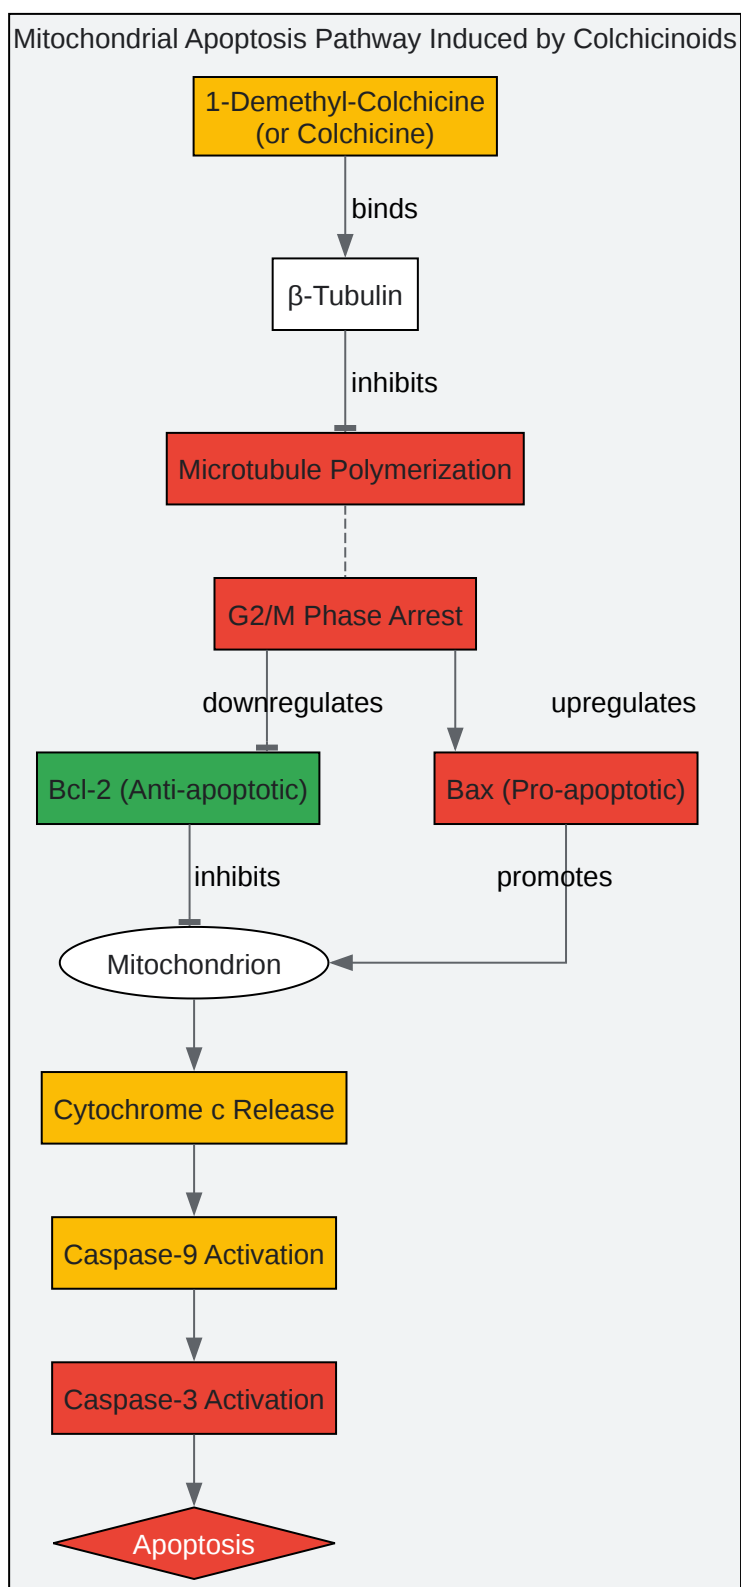 Mitochondrial Apoptosis Pathway Induced by Colchicinoids
1-Demethyl-Colchicine
(or Colchicine)
binds
β-Tubulin
inhibits
Microtubule Polymerization
G2/M Phase Arrest
downregulates
upregulates
Bcl-2 (Anti-apoptotic)
Bax (Pro-apoptotic)
inhibits
promotes
Mitochondrion
Cytochrome c Release
Caspase-9 Activation
Caspase-3 Activation
Apoptosis